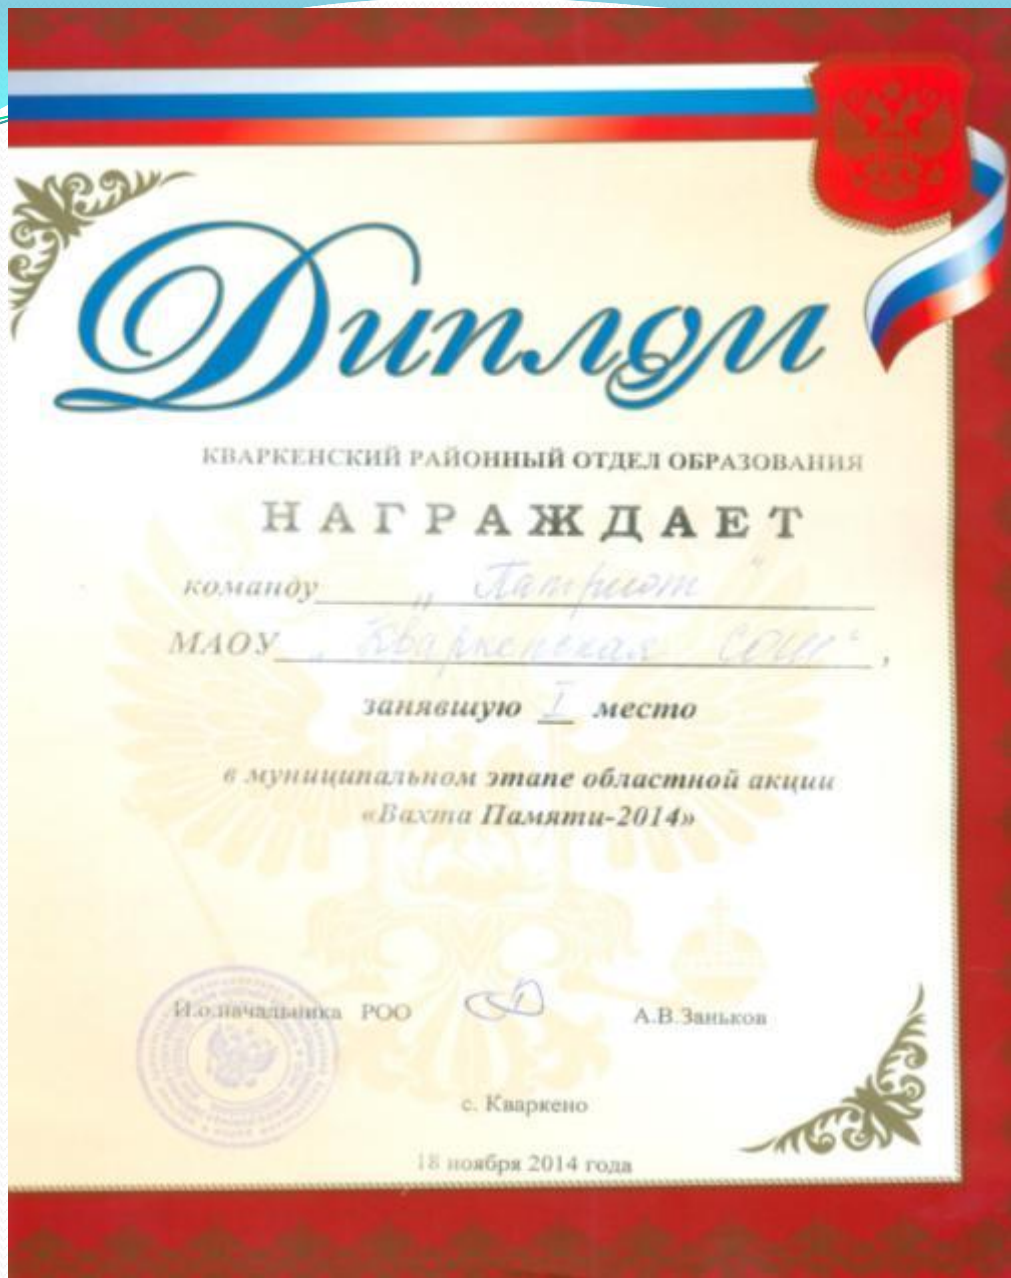 Диплом
КВАРКЕНСКИЙ РАЙОННЫЙ ОТДЕЛ ОБРАЗОВАНИЯ
НАГРАЖДАЕТ
команду „Патриот"
МАОУ „Кваркенская СОШ",
занявшую I место
в муниципальном этапе областной акции
«Вахта Памяти-2014»
И.о.начальника РОО А.В.Заньков
с. Кваркено
18 ноября 2014 года